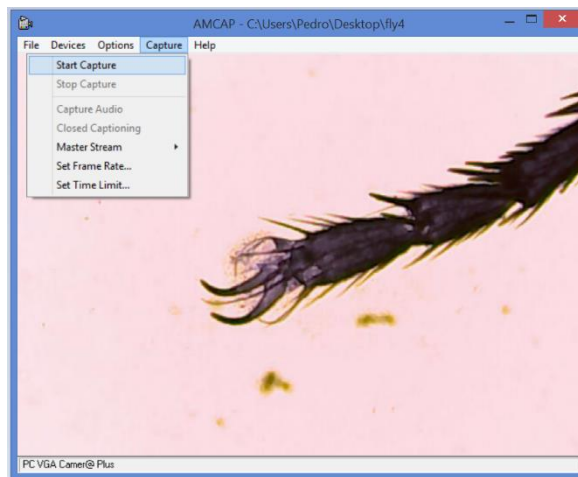 AMCAP - C:\Users\Pedro\Desktop\fly4
File Devices Options Capture Help
Start Capture
Stop Capture
Capture Audio
Closed Captioning
Master Stream
Set Frame Rate...
Set Time Limit...
PC VGA Camer@ Plus